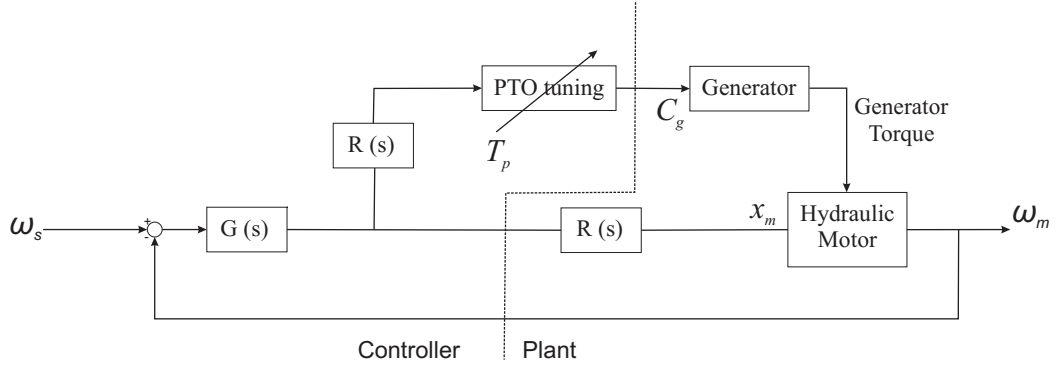 PTO tuning
Generator
C_g
Generator
Torque
R (s)
T_p
ω_s
+
-
G (s)
R (s)
x_m
Hydraulic
Motor
ω_m
Controller
Plant